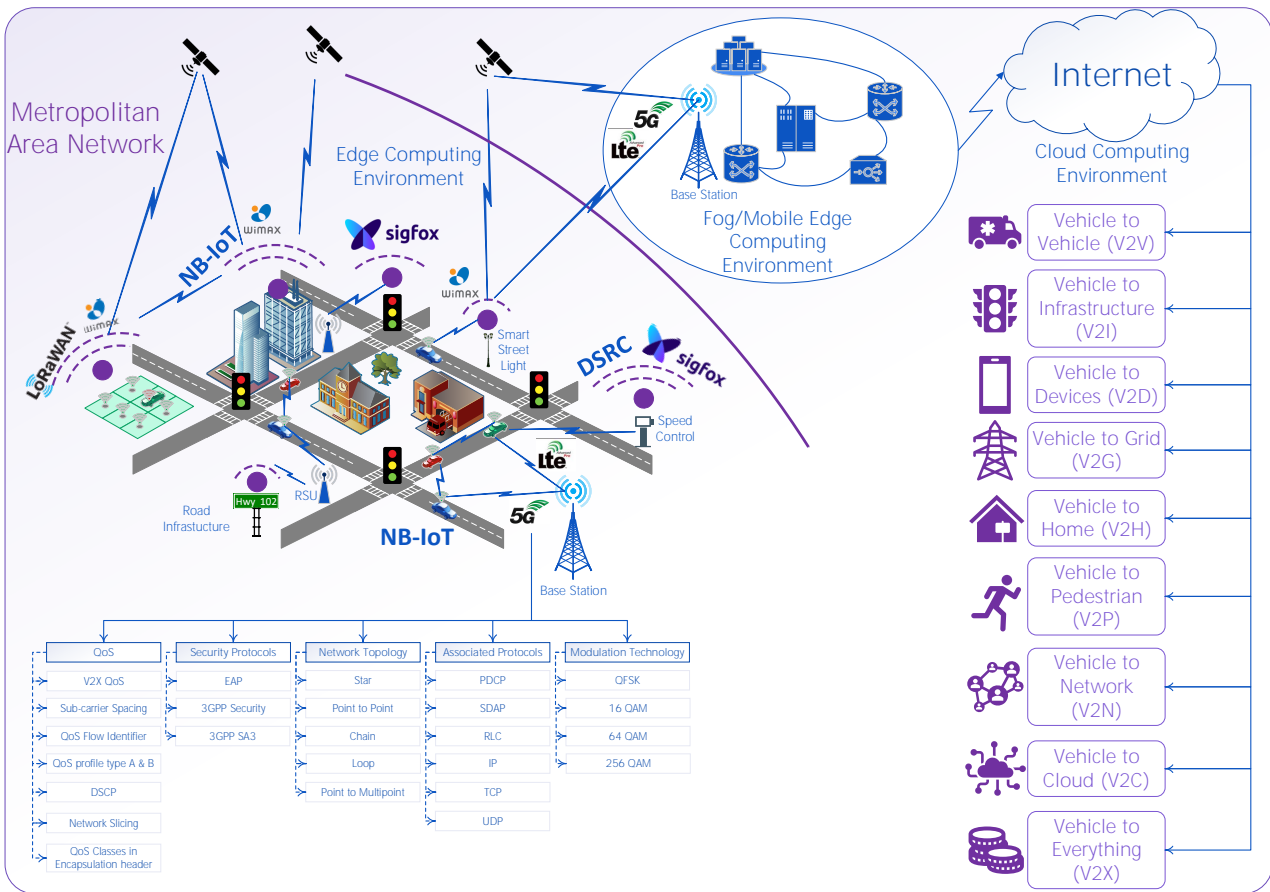 Metropolitan
Area Network
Edge Computing
Environment
WiMAX
NB-IoT
sigfox
WiMAX
LoRaWAN
WiMAX
Smart
Street
Light
DSRC
sigfox
Speed
Control
5G
LTE
Advanced
Pro
Base Station
Fog/Mobile Edge
Computing
Environment
Internet
Cloud Computing
Environment
Hwy 102
Road
Infrastucture
RSU
NB-IoT
LTE
Advanced
Pro
5G
Base Station
QoS
V2X QoS
Sub-carrier Spacing
QoS Flow Identifier
QoS profile type A & B
DSCP
Network Slicing
QoS Classes in
Encapsulation header
Security Protocols
EAP
3GPP Security
3GPP SA3
Network Topology
Star
Point to Point
Chain
Loop
Point to Multipoint
Associated Protocols
PDCP
SDAP
RLC
IP
TCP
UDP
Modulation Technology
QFSK
16 QAM
64 QAM
256 QAM
Vehicle to
Vehicle (V2V)
Vehicle to
Infrastructure
(V2I)
Vehicle to
Devices (V2D)
Vehicle to Grid
(V2G)
Vehicle to
Home (V2H)
Vehicle to
Pedestrian
(V2P)
Vehicle to
Network
(V2N)
Vehicle to
Cloud (V2C)
Vehicle to
Everything
(V2X)